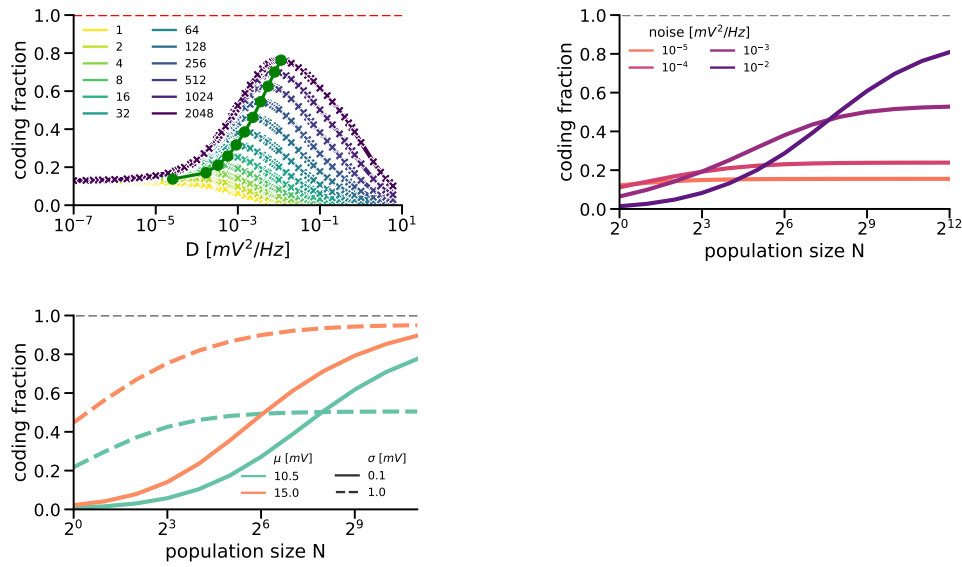 coding fraction
1.0
0.8
0.6
0.4
0.2
0.0
1 64
2 128
4 256
8 512
16 1024
32 2048
10^-7 10^-5 10^-3 10^-1 10^1
D [mV^2/Hz]
coding fraction
1.0
0.8
0.6
0.4
0.2
0.0
noise [mV^2/Hz]
10^-5 10^-3
10^-4 10^-2
2^0 2^3 2^6 2^9 2^12
population size N
coding fraction
1.0
0.8
0.6
0.4
0.2
0.0
μ [mV] σ [mV]
10.5 0.1
15.0 1.0
2^0 2^3 2^6 2^9
population size N